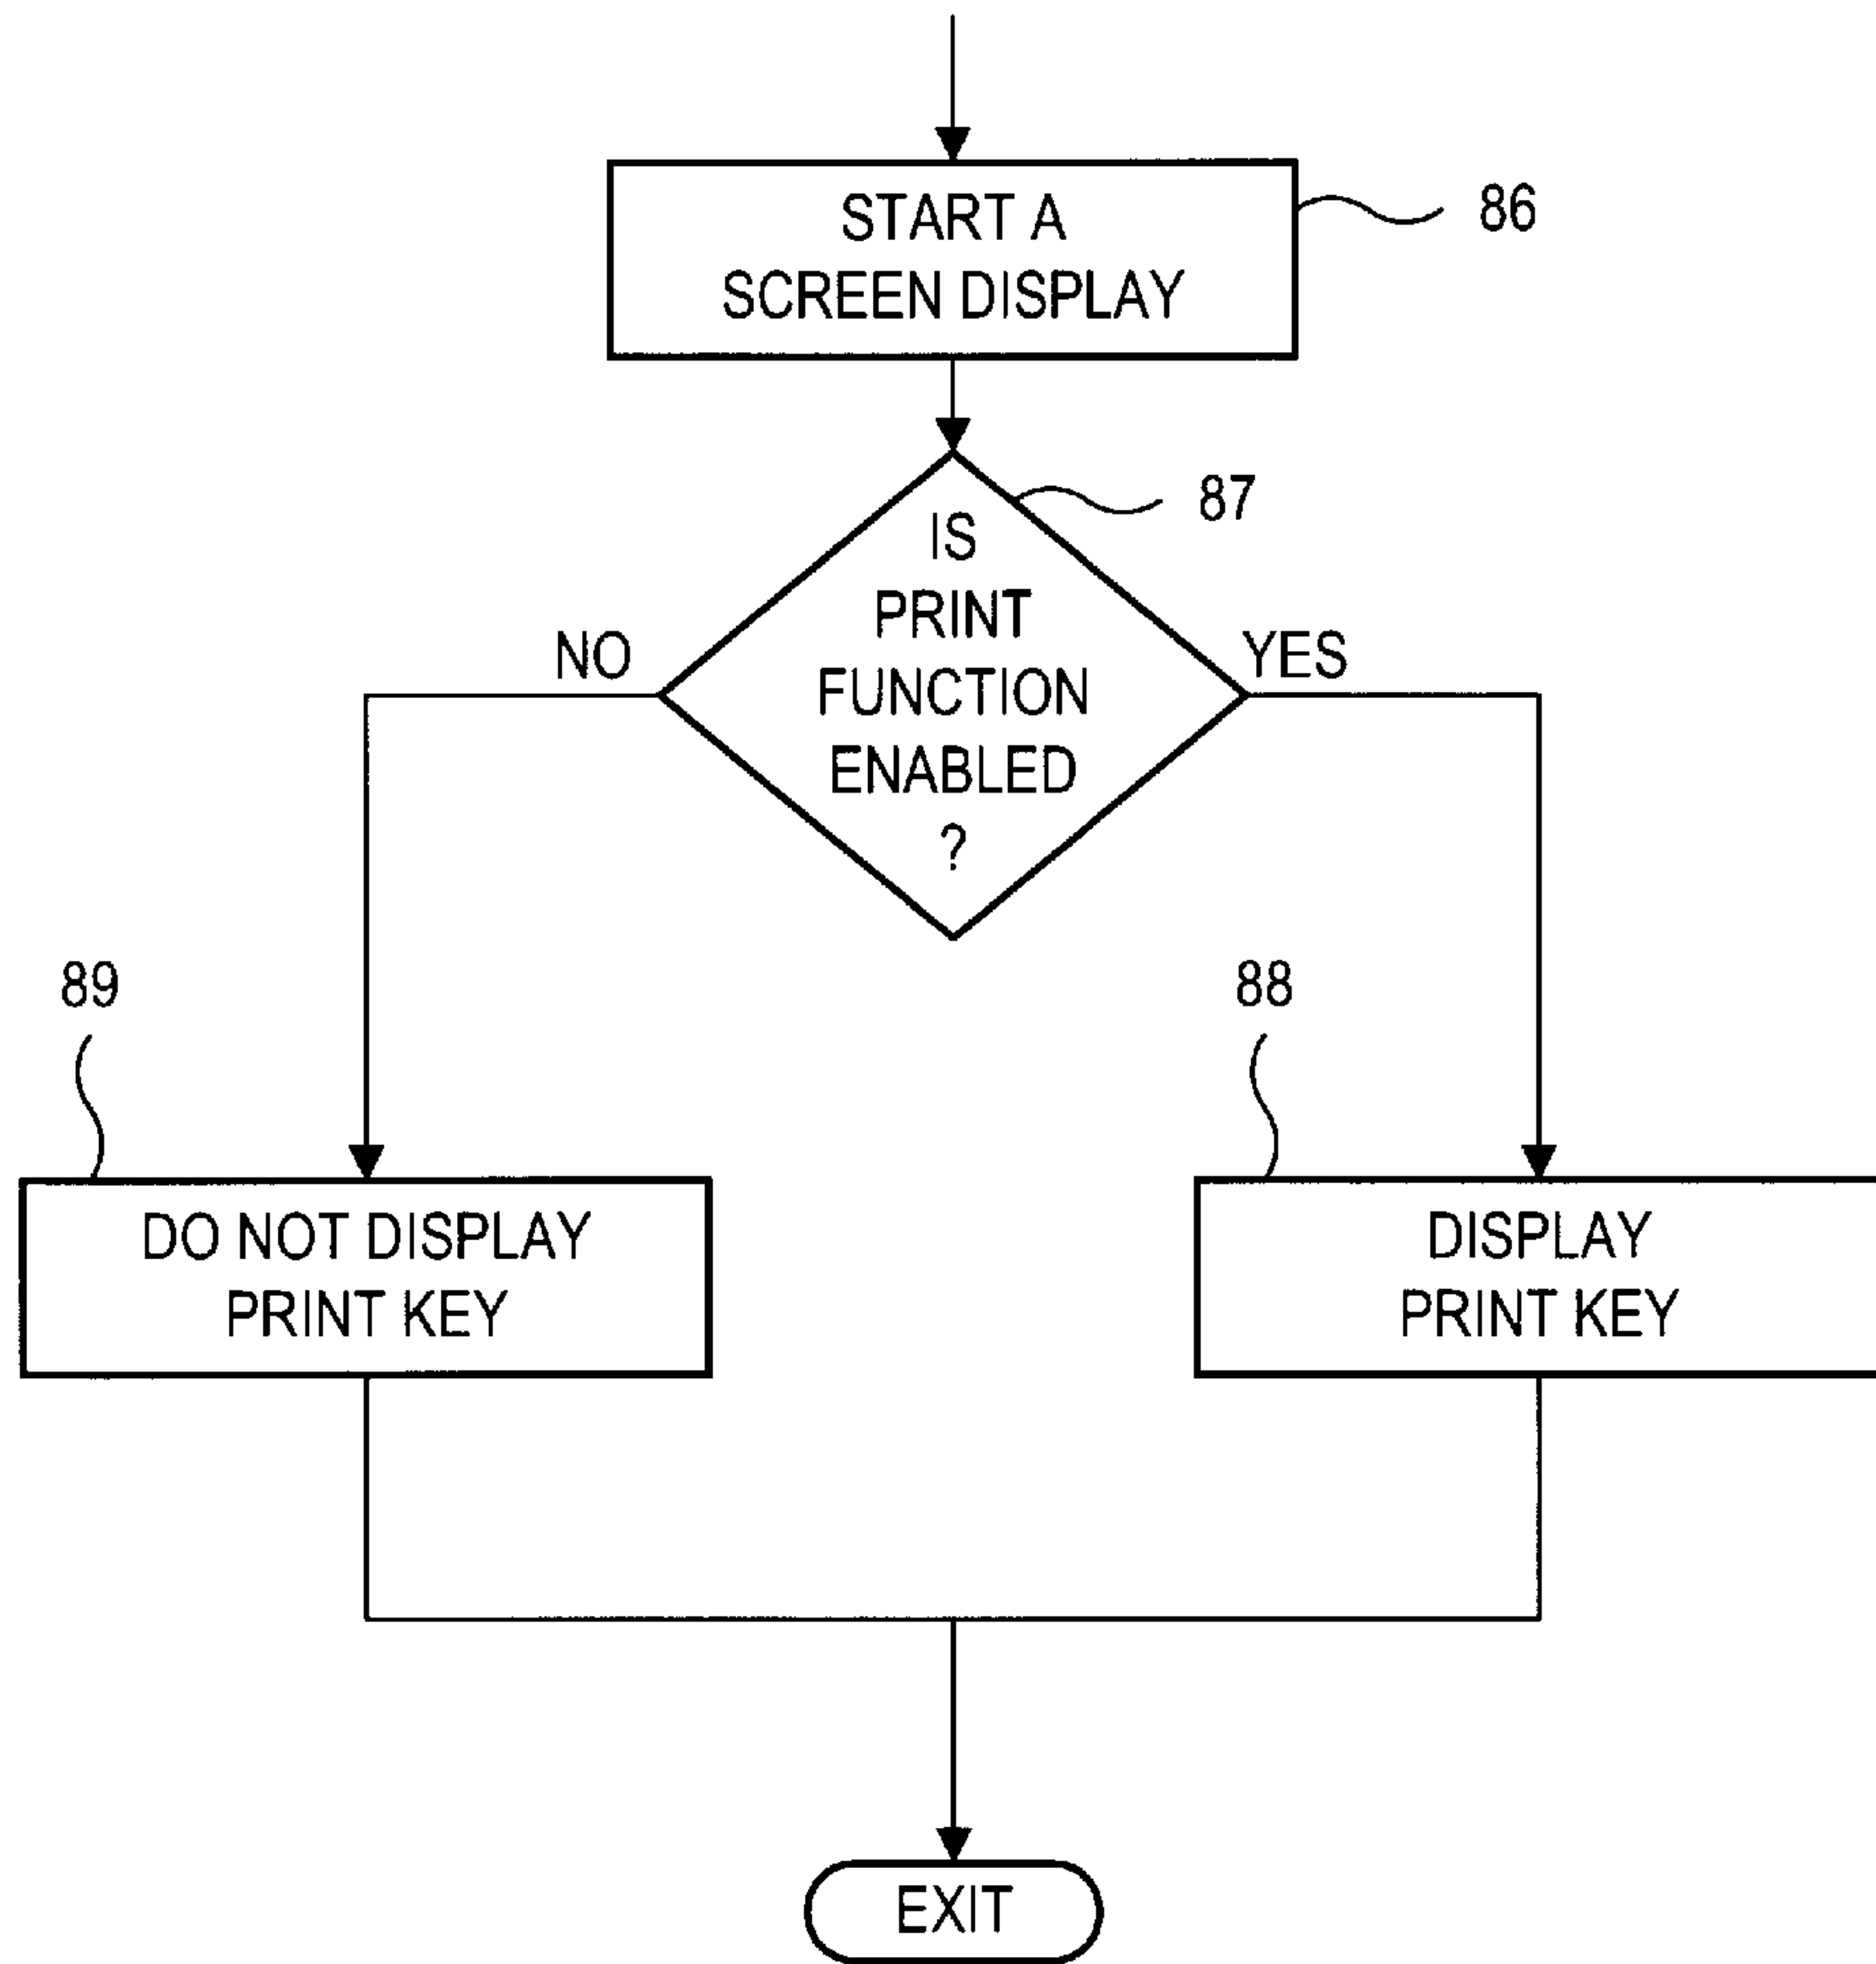 START A
SCREEN DISPLAY
86
87
IS
PRINT
FUNCTION
ENABLED
?
NO
YES
89
88
DO NOT DISPLAY
PRINT KEY
DISPLAY
PRINT KEY
EXIT